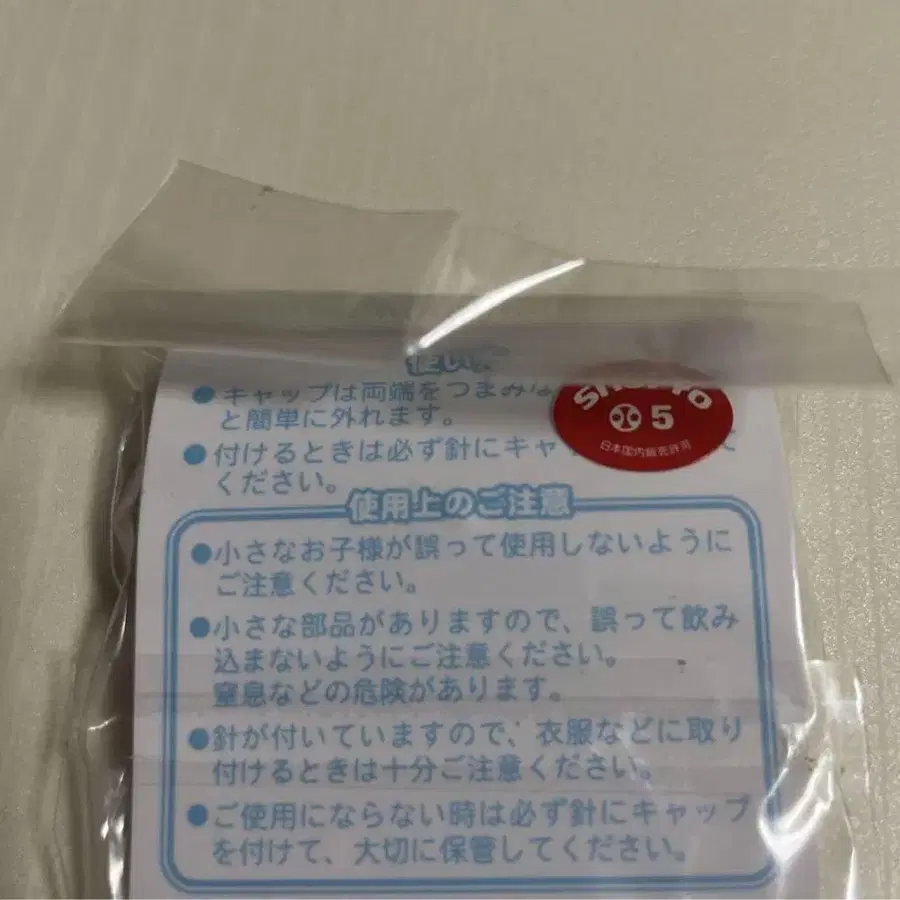 使い方
●キャップは両端をつまみな
と簡単に外れます。
SHO-PRO
5
日本国内販売許可
●付けるときは必ず針にキャ
て
ください。
使用上のご注意
●小さなお子様が誤って使用しないように
ご注意ください。
●小さな部品がありますので、誤って飲み
込まないようにご注意ください。
窒息などの危険があります。
●針が付いていますので、衣服などに取り
付けるときは十分ご注意ください。
●ご使用にならない時は必ず針にキャップ
を付けて、大切に保管してください。